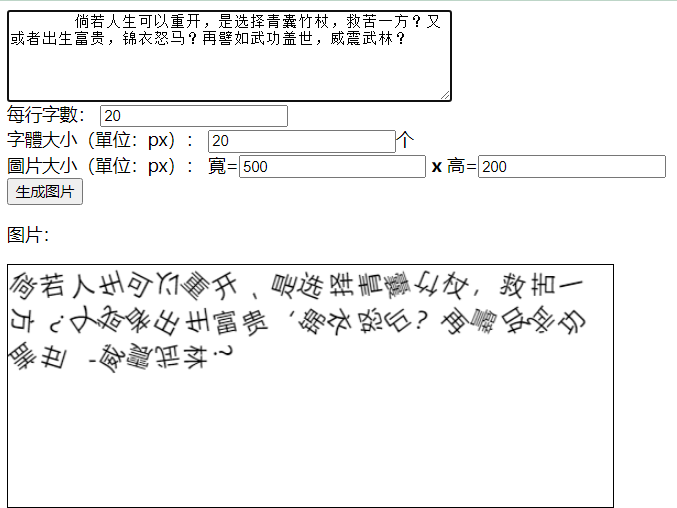 倘若人生可以重开，是选择青囊竹杖，救苦一方？又
或者出生富贵，锦衣怒马？再譬如武功盖世，威震武林？
每行字數： 20
字體大小（單位：px）： 20个
圖片大小（單位：px）： 寬=500 x 高=200
生成图片
图片：
倘若人生可以重开，是选择青囊竹杖，救苦一
方？又或者出生富贵，锦衣怒马？再譬如武功
盖世，威震武林？